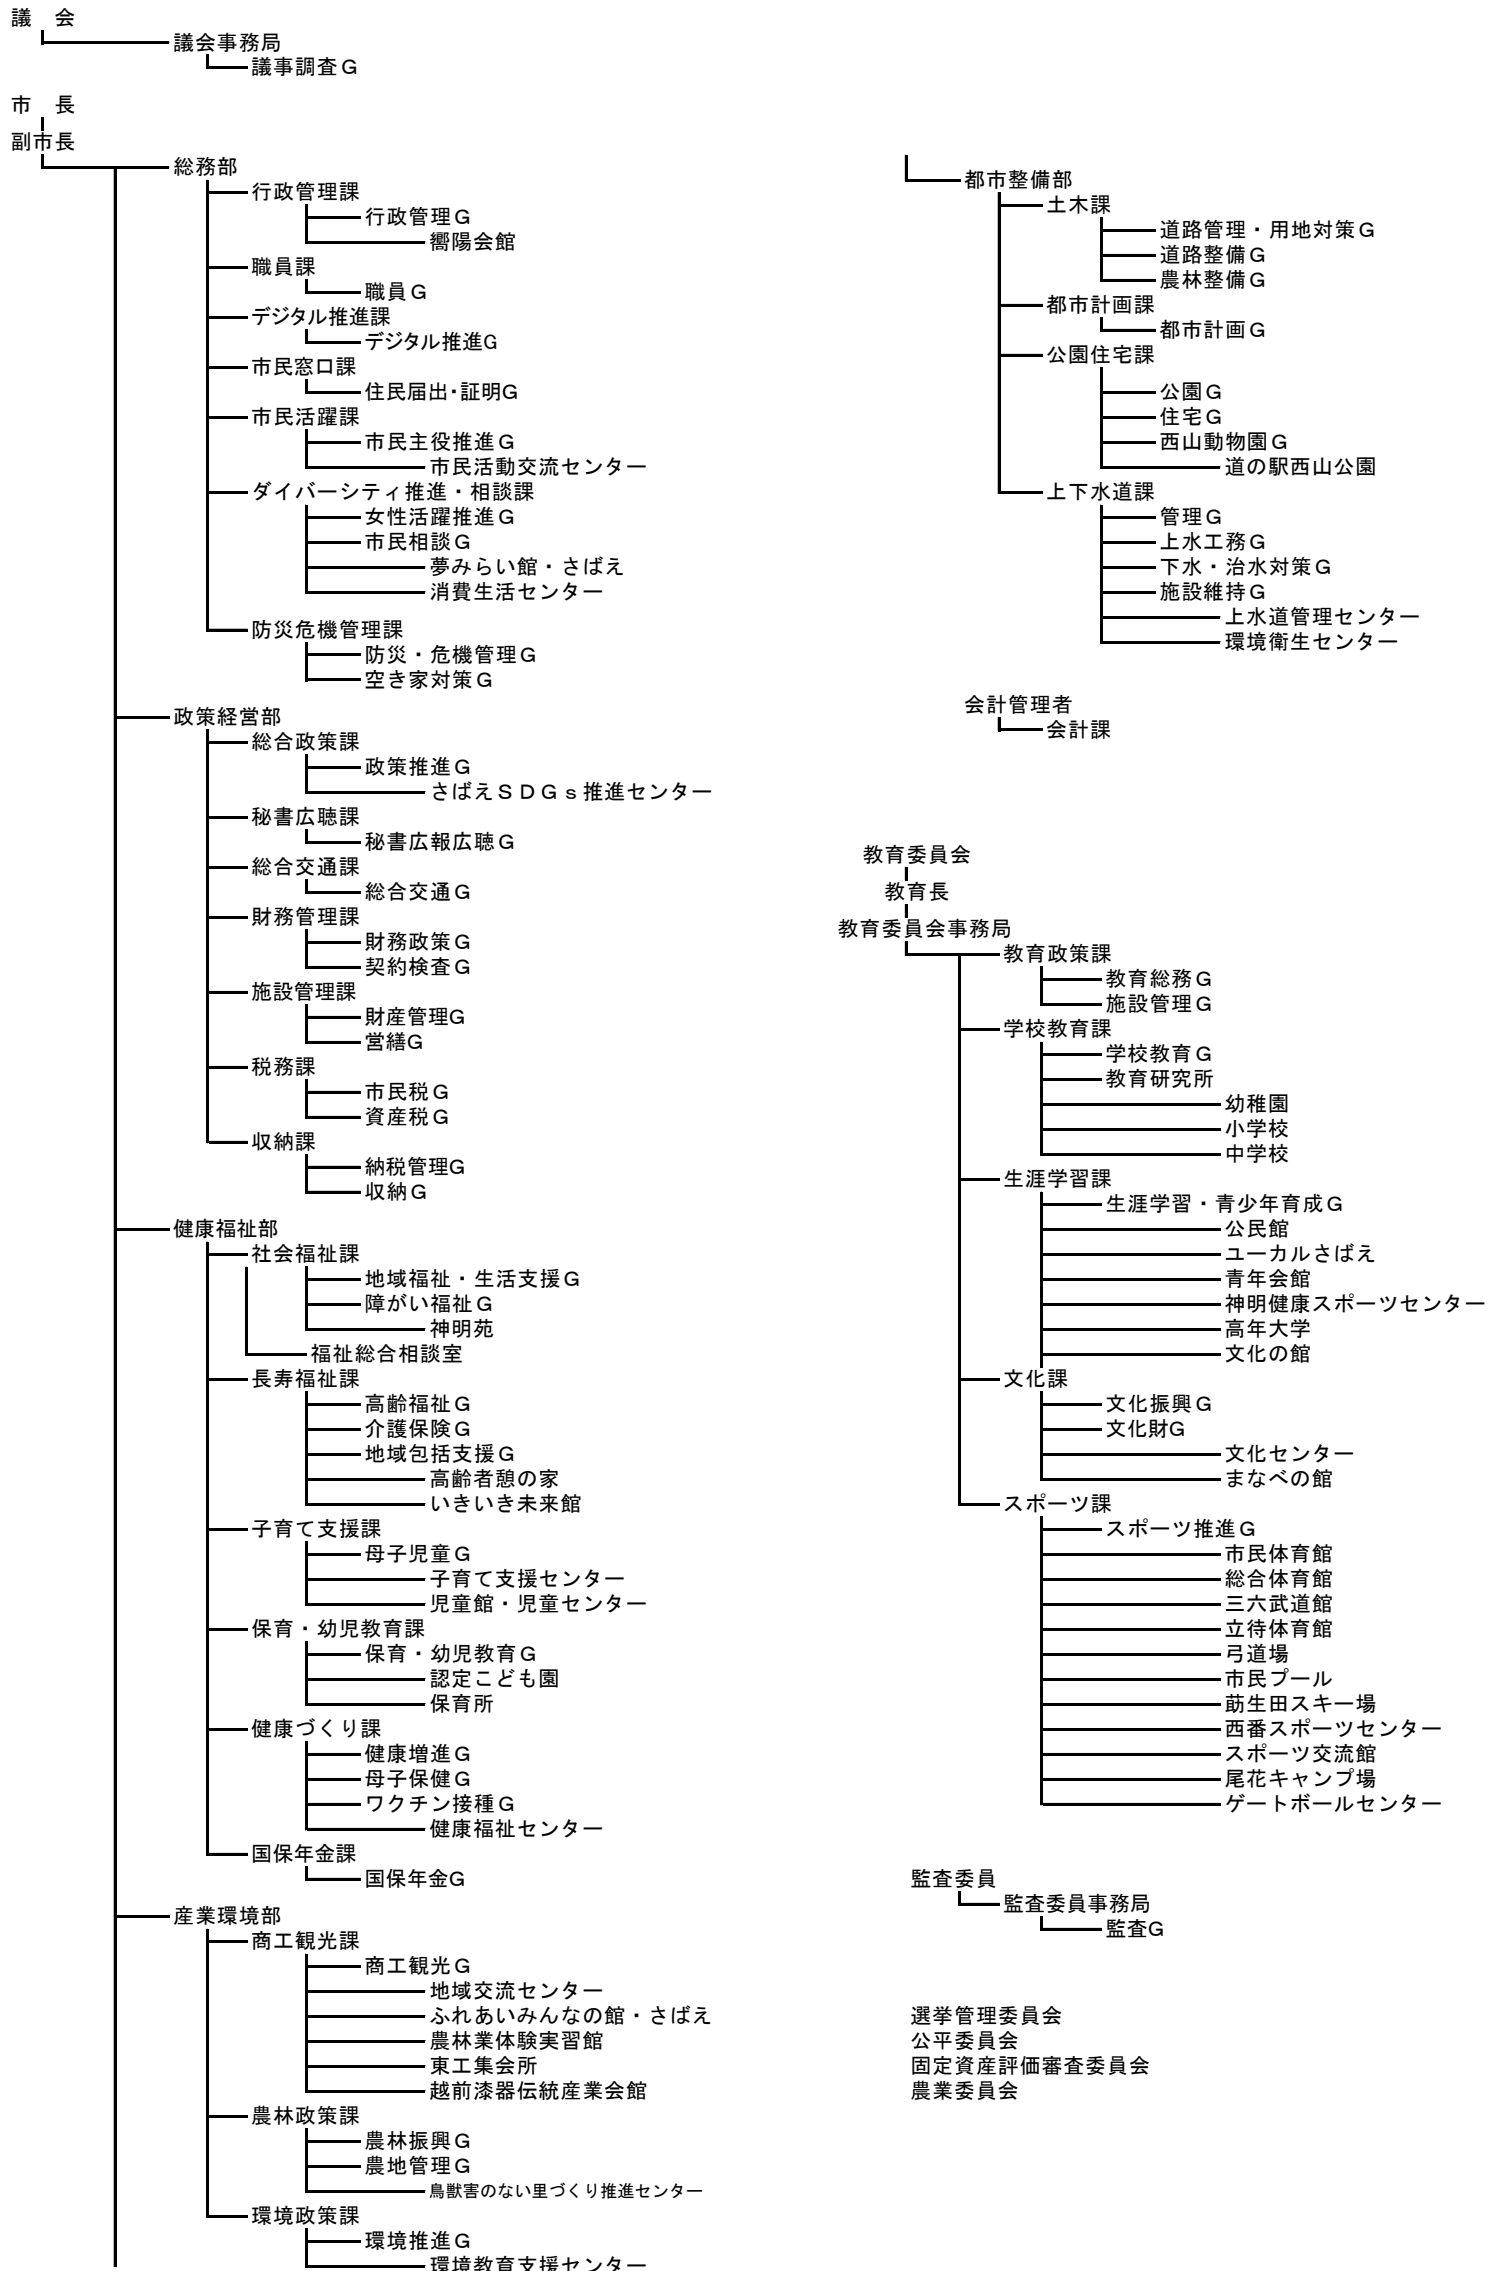 議　会
議会事務局
議事調査Ｇ
市　長
副市長
総務部
行政管理課
行政管理Ｇ
嚮陽会館
職員課
職員Ｇ
デジタル推進課
デジタル推進G
市民窓口課
住民届出･証明G
市民活躍課
市民主役推進Ｇ
市民活動交流センター
ダイバーシティ推進・相談課
女性活躍推進Ｇ
市民相談Ｇ
夢みらい館・さばえ
消費生活センター
防災危機管理課
防災・危機管理Ｇ
空き家対策Ｇ
政策経営部
総合政策課
政策推進Ｇ
さばえＳＤＧｓ推進センター
秘書広聴課
秘書広報広聴Ｇ
総合交通課
総合交通Ｇ
財務管理課
財務政策Ｇ
契約検査Ｇ
施設管理課
財産管理G
営繕G
税務課
市民税Ｇ
資産税Ｇ
収納課
納税管理G
収納Ｇ
健康福祉部
社会福祉課
地域福祉・生活支援Ｇ
障がい福祉Ｇ
神明苑
福祉総合相談室
長寿福祉課
高齢福祉Ｇ
介護保険Ｇ
地域包括支援Ｇ
高齢者憩の家
いきいき未来館
子育て支援課
母子児童Ｇ
子育て支援センター
児童館・児童センター
保育・幼児教育課
保育・幼児教育Ｇ
認定こども園
保育所
健康づくり課
健康増進Ｇ
母子保健Ｇ
ワクチン接種Ｇ
健康福祉センター
国保年金課
国保年金G
産業環境部
商工観光課
商工観光Ｇ
地域交流センター
ふれあいみんなの館・さばえ
農林業体験実習館
東工集会所
越前漆器伝統産業会館
農林政策課
農林振興Ｇ
農地管理Ｇ
鳥獣害のない里づくり推進センター
環境政策課
環境推進Ｇ
環境教育支援センター
都市整備部
土木課
道路管理・用地対策Ｇ
道路整備Ｇ
農林整備Ｇ
都市計画課
都市計画Ｇ
公園住宅課
公園Ｇ
住宅Ｇ
西山動物園Ｇ
道の駅西山公園
上下水道課
管理Ｇ
上水工務Ｇ
下水・治水対策Ｇ
施設維持Ｇ
上水道管理センター
環境衛生センター
会計管理者
会計課
教育委員会
教育長
教育委員会事務局
教育政策課
教育総務Ｇ
施設管理Ｇ
学校教育課
学校教育Ｇ
教育研究所
幼稚園
小学校
中学校
生涯学習課
生涯学習・青少年育成Ｇ
公民館
ユーカルさばえ
青年会館
神明健康スポーツセンター
高年大学
文化の館
文化課
文化振興Ｇ
文化財G
文化センター
まなべの館
スポーツ課
スポーツ推進Ｇ
市民体育館
総合体育館
三六武道館
立待体育館
弓道場
市民プール
莇生田スキー場
西番スポーツセンター
スポーツ交流館
尾花キャンプ場
ゲートボールセンター
監査委員
監査委員事務局
監査G
選挙管理委員会
公平委員会
固定資産評価審査委員会
農業委員会